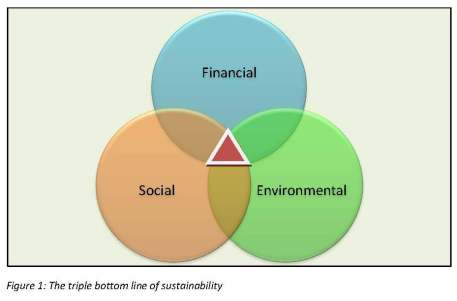 Financial
Social
Environmental
Figure 1: The triple bottom line of sustainability